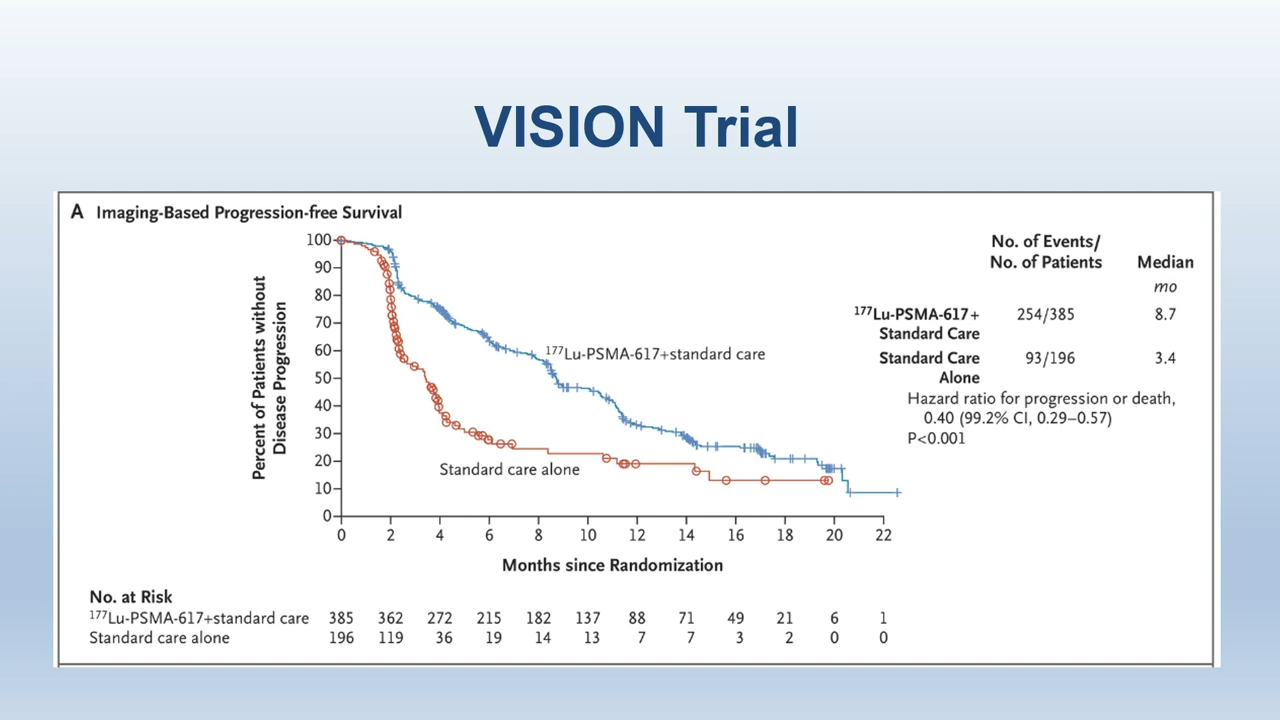 VISION Trial
A Imaging-Based Progression-free Survival
Percent of Patients without
Disease Progression
100
90
80
70
60
50
40
30
20
10
0
0 2 4 6 8 10 12 14 16 18 20 22
Months since Randomization
177Lu-PSMA-617+standard care
Standard care alone
No. of Events/
No. of Patients Median
mo
177Lu-PSMA-617+ 254/385 8.7
Standard Care
Standard Care 93/196 3.4
Alone
Hazard ratio for progression or death,
0.40 (99.2% CI, 0.29–0.57)
P<0.001
No. at Risk
177Lu-PSMA-617+standard care 385 362 272 215 182 137 88 71 49 21 6 1
Standard care alone 196 119 36 19 14 13 7 7 3 2 0 0